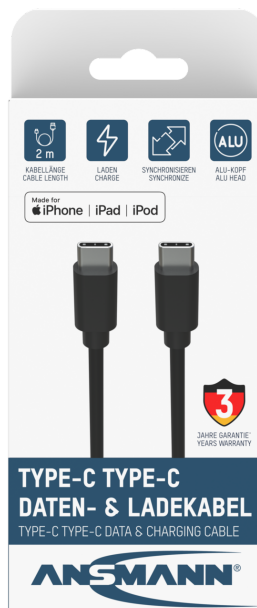 2 m
ALU
KABELLÄNGE
CABLE LENGTH
LADEN
CHARGE
SYNCHRONISIEREN
SYNCHRONIZE
ALU-KOPF
ALU HEAD
Made for
iPhone | iPad | iPod
3
JAHRE GARANTIE*
YEARS WARRANTY
TYPE-C TYPE-C
DATEN- & LADEKABEL
TYPE-C TYPE-C DATA & CHARGING CABLE
ANSMANN®